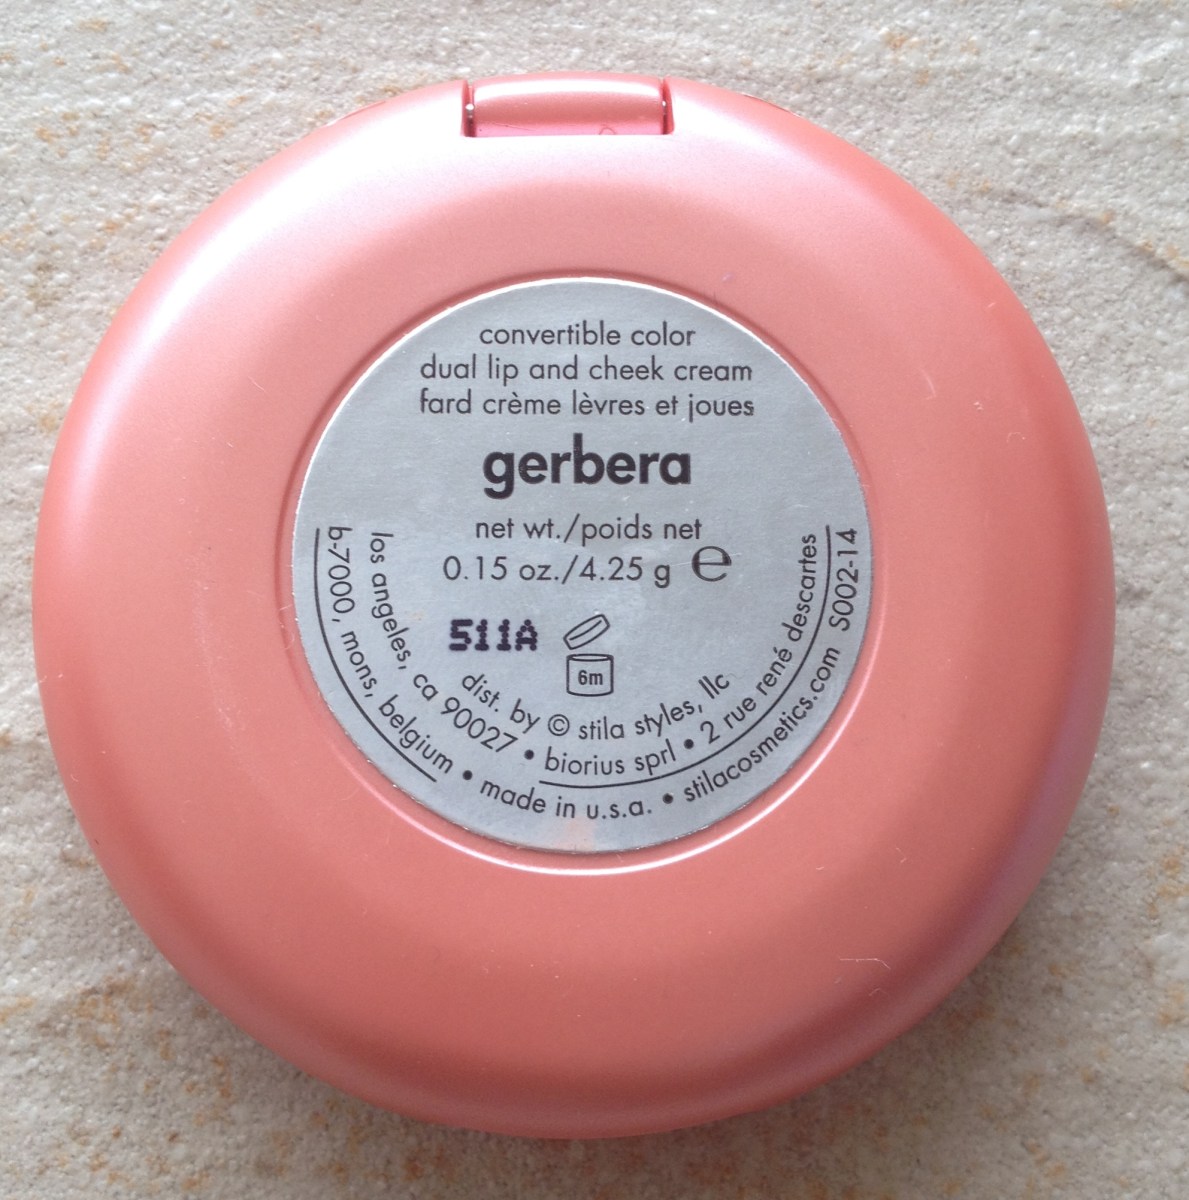 convertible color
dual lip and cheek cream
fard crème lèvres et joues
gerbera
net wt./poids net
0.15 oz./4.25 g ℮
511A
6m
dist. by © stila styles, llc
los angeles, ca 90027 • biorius sprl • 2 rue rené descartes
b-7000, mons, belgium • made in u.s.a. • stilacosmetics.com S002-14